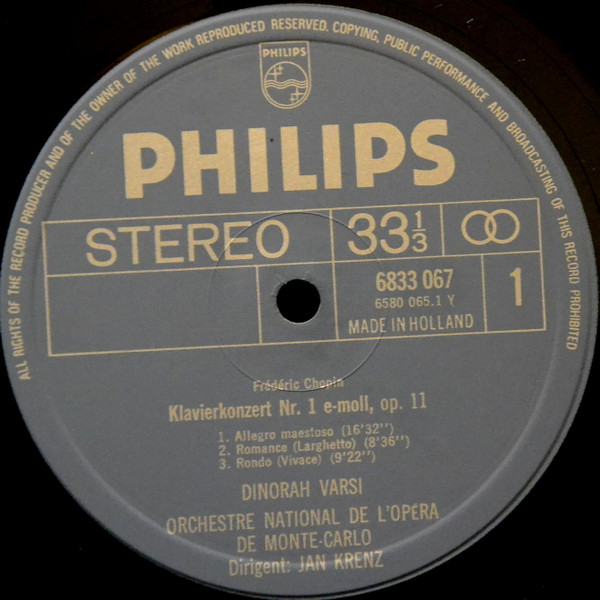 ALL RIGHTS OF THE RECORD PRODUCER AND OF THE OWNER OF THE WORK REPRODUCED RESERVED. COPYING, PUBLIC PERFORMANCE AND BROADCASTING OF THIS RECORD PROHIBITED
PHILIPS
PHILIPS
STEREO 33 1/3
6833 067 1
6580 065.1 Y
MADE IN HOLLAND
Frédéric Chopin
Klavierkonzert Nr. 1 e-moll, op. 11
1. Allegro maestoso (16'32")
2. Romance (Larghetto) (8'36")
3. Rondo (Vivace) (9'22")
DINORAH VARSI
ORCHESTRE NATIONAL DE L'OPÉRA
DE MONTE-CARLO
Dirigent: JAN KRENZ